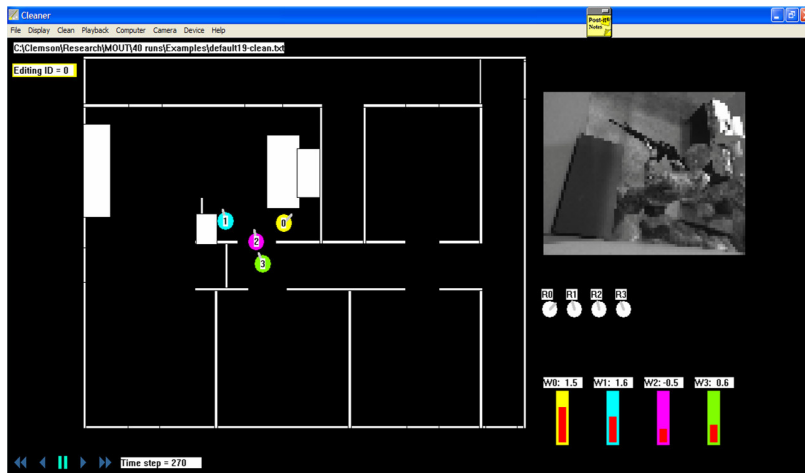 Cleaner
File Display Clean Playback Computer Camera Device Help
Post-it®
Notes
C:\Clemson\Research\MOUT\40 runs\Examples\default19-clean.txt
Editing ID = 0
1
0
2
3
R0 R1 R2 R3
W0: 1.5 W1: 1.6 W2: -0.5 W3: 0.6
Time step = 270